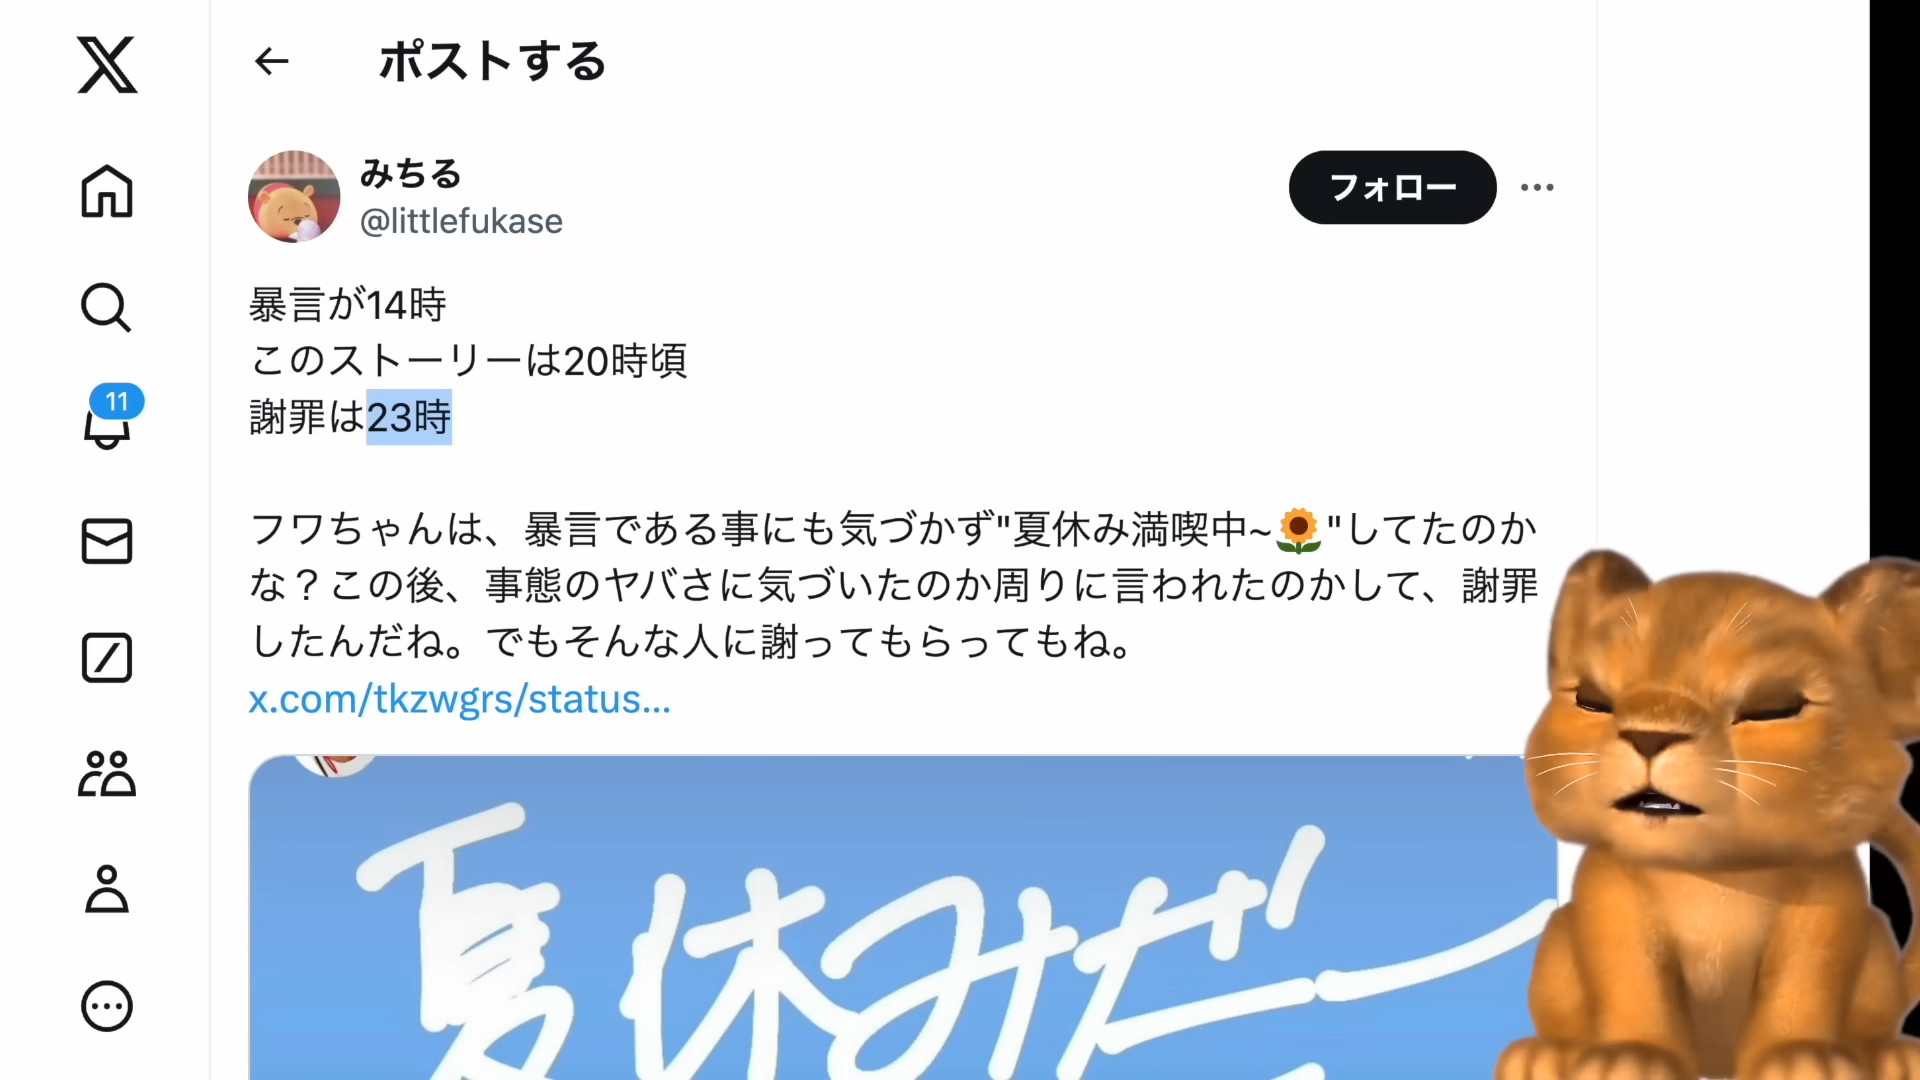 ポストする
みちる
@littlefukase
フォロー
11
暴言が14時
このストーリーは20時頃
謝罪は23時
フワちゃんは、暴言である事にも気づかず"夏休み満喫中~🌻"してたのか
な？この後、事態のヤバさに気づいたのか周りに言われたのかして、謝罪
したんだね。でもそんな人に謝ってもらってもね。
x.com/tkzwgrs/status…
夏休みだー